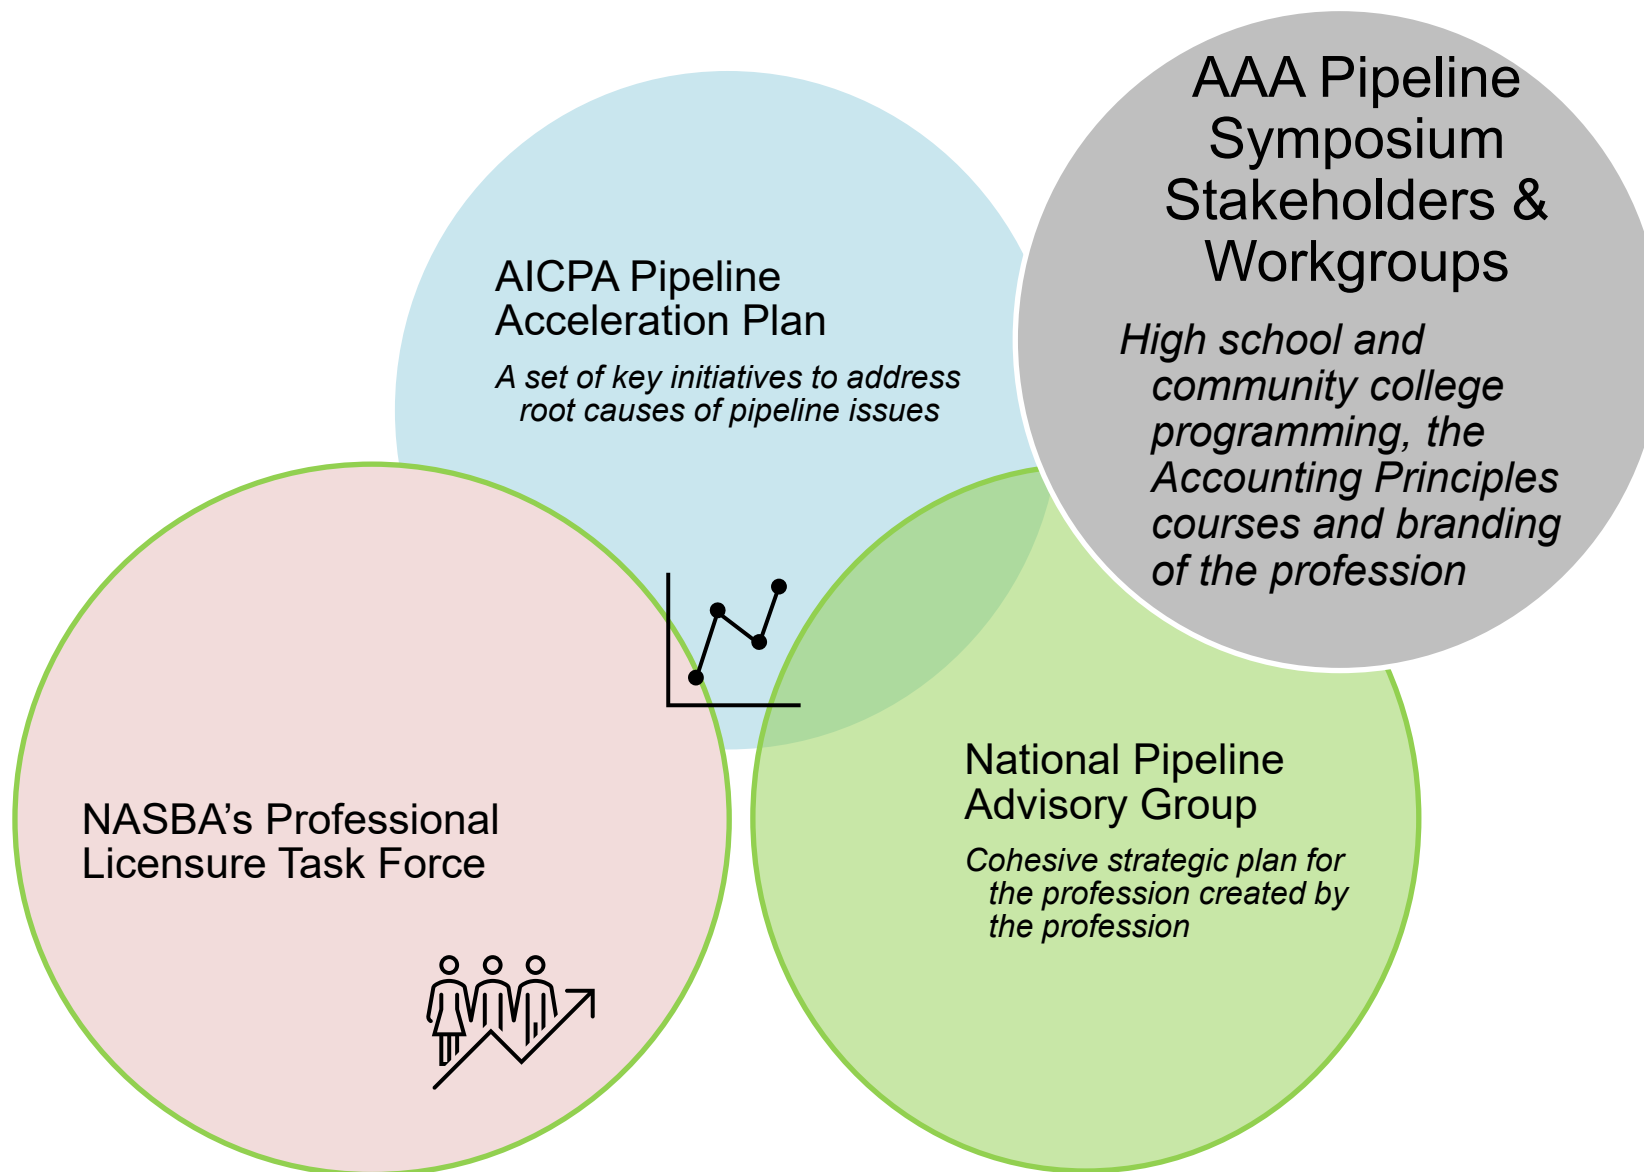 AAA Pipeline
Symposium
Stakeholders &
Workgroups
High school and
community college
programming, the
Accounting Principles
courses and branding
of the profession
AICPA Pipeline
Acceleration Plan
A set of key initiatives to address
root causes of pipeline issues
NASBA’s Professional
Licensure Task Force
National Pipeline
Advisory Group
Cohesive strategic plan for
the profession created by
the profession